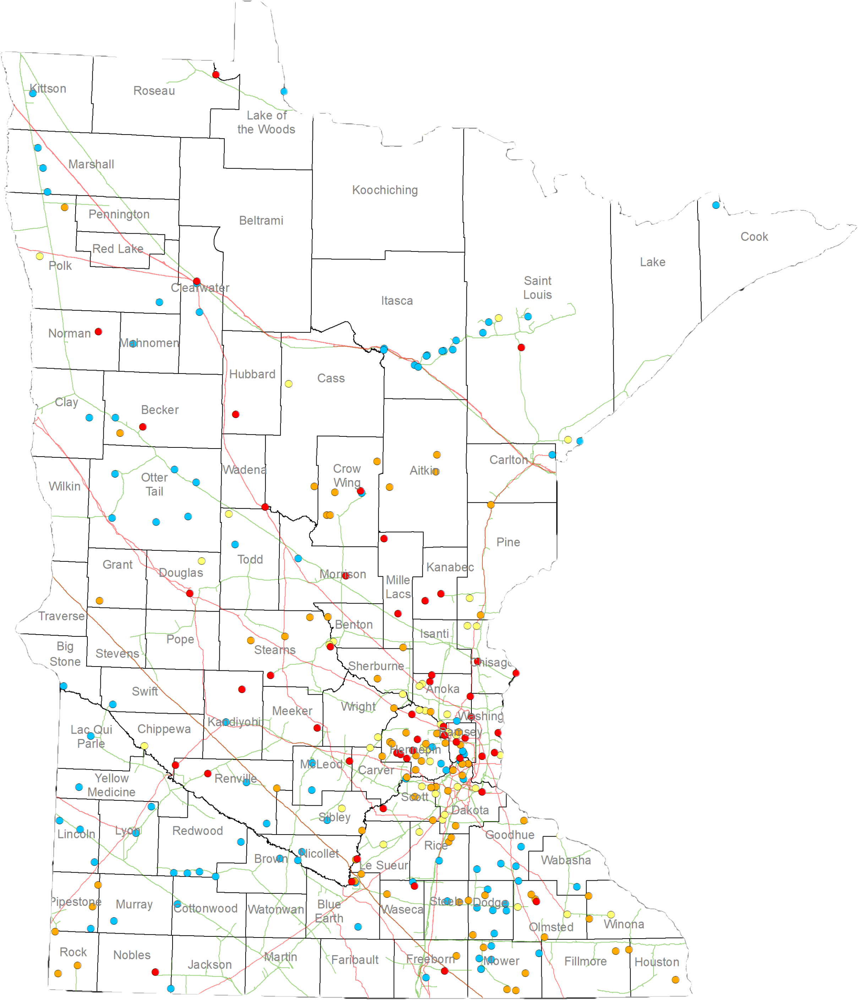 Kittson
Roseau
Lake of
the Woods
Marshall
Koochiching
Pennington
Beltrami
Cook
Red Lake
Polk
Lake
Clearwater
Saint
Louis
Itasca
Norman
Mahnomen
Hubbard
Cass
Clay
Becker
Carlton
Crow
Wing
Aitkin
Wadena
Otter
Tail
Wilkin
Pine
Grant
Douglas
Todd
Morrison
Kanabec
Mille
Lacs
Traverse
Benton
Isanti
Pope
Big
Stone
Stevens
Stearns
Sherburne
Chisago
Swift
Anoka
Wright
Meeker
Washing
Kandiyohi
Chippewa
Lac Qui
Parle
Ramsey
Hennepin
McLeod
Carver
Yellow
Medicine
Renville
Scott
Dakota
Sibley
Lincoln
Lyon
Redwood
Goodhue
Rice
Nicollet
Brown
Le Sueur
Wabasha
Pipestone
Murray
Cottonwood
Watonwan
Blue
Earth
Waseca
Steele
Dodge
Olmsted
Winona
Rock
Nobles
Jackson
Martin
Faribault
Freeborn
Mower
Fillmore
Houston